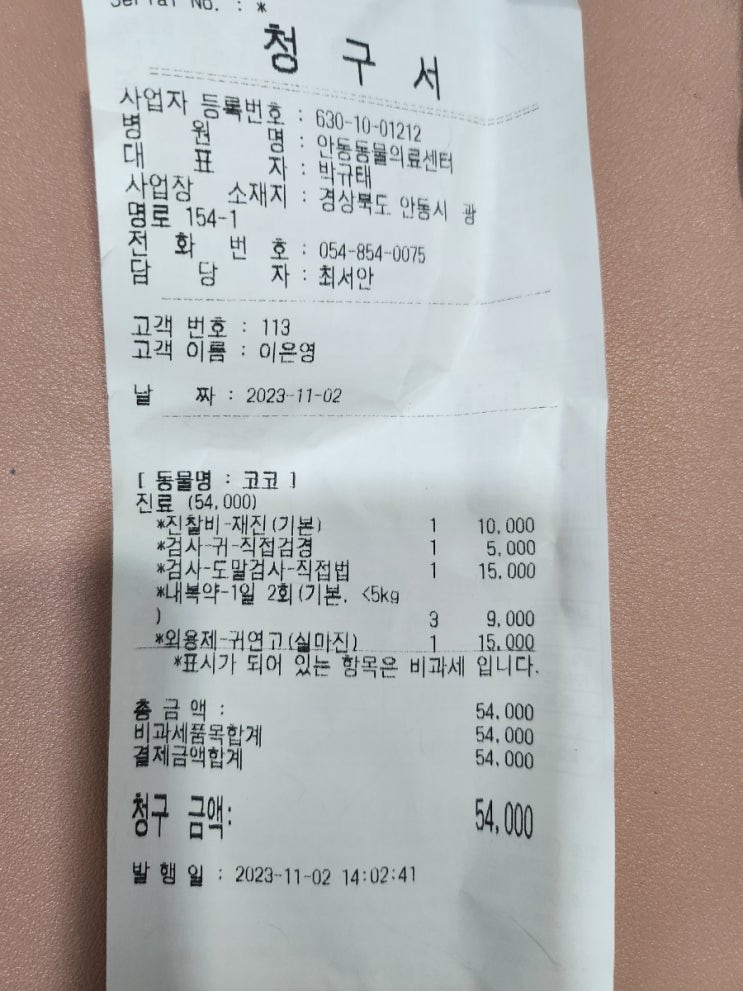 Serial No. : *
청 구 서
사업자 등록번호 : 630-10-01212
병 원 명 : 안동동물의료센터
대 표 자 : 박규태
사업장 소재지 : 경상북도 안동시 광
명로 154-1
전 화 번 호 : 054-854-0075
담 당 자 : 최서안
고객 번호 : 113
고객 이름 : 이은영
날 짜 : 2023-11-02
[ 동물명 : 코코 ]
진료 (54,000)
*진찰비-재진(기본) 1 10,000
*검사-귀-직접검경 1 5,000
*검사-도말검사-직접법 1 15,000
*내복약-1일 2회(기본. <5kg
) 3 9,000
*외용제-귀연고(실마진) 1 15,000
*표시가 되어 있는 항목은 비과세 입니다.
총 금 액 : 54,000
비과세품목합계 54,000
결제금액합계 54,000
청구 금액: 54,000
발 행 일 : 2023-11-02 14:02:41